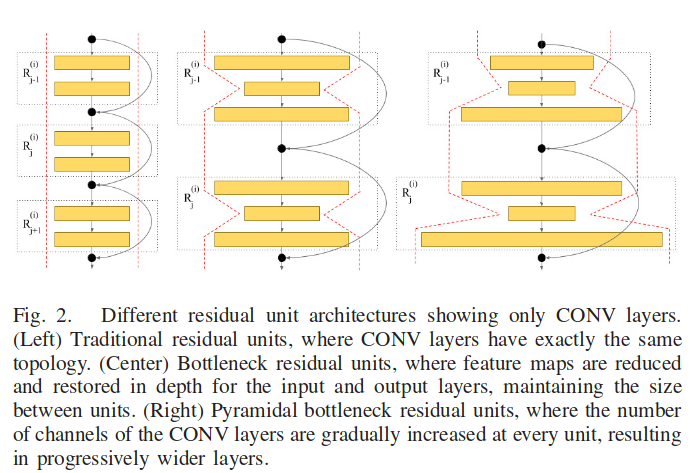 R_{j-1}^{(i)}
R_j^{(i)}
R_{j+1}^{(i)}
R_{j-1}^{(i)}
R_j^{(i)}
R_{j-1}^{(i)}
R_j^{(i)}
Fig. 2. Different residual unit architectures showing only CONV layers.
(Left) Traditional residual units, where CONV layers have exactly the same
topology. (Center) Bottleneck residual units, where feature maps are reduced
and restored in depth for the input and output layers, maintaining the size
between units. (Right) Pyramidal bottleneck residual units, where the number
of channels of the CONV layers are gradually increased at every unit, resulting
in progressively wider layers.